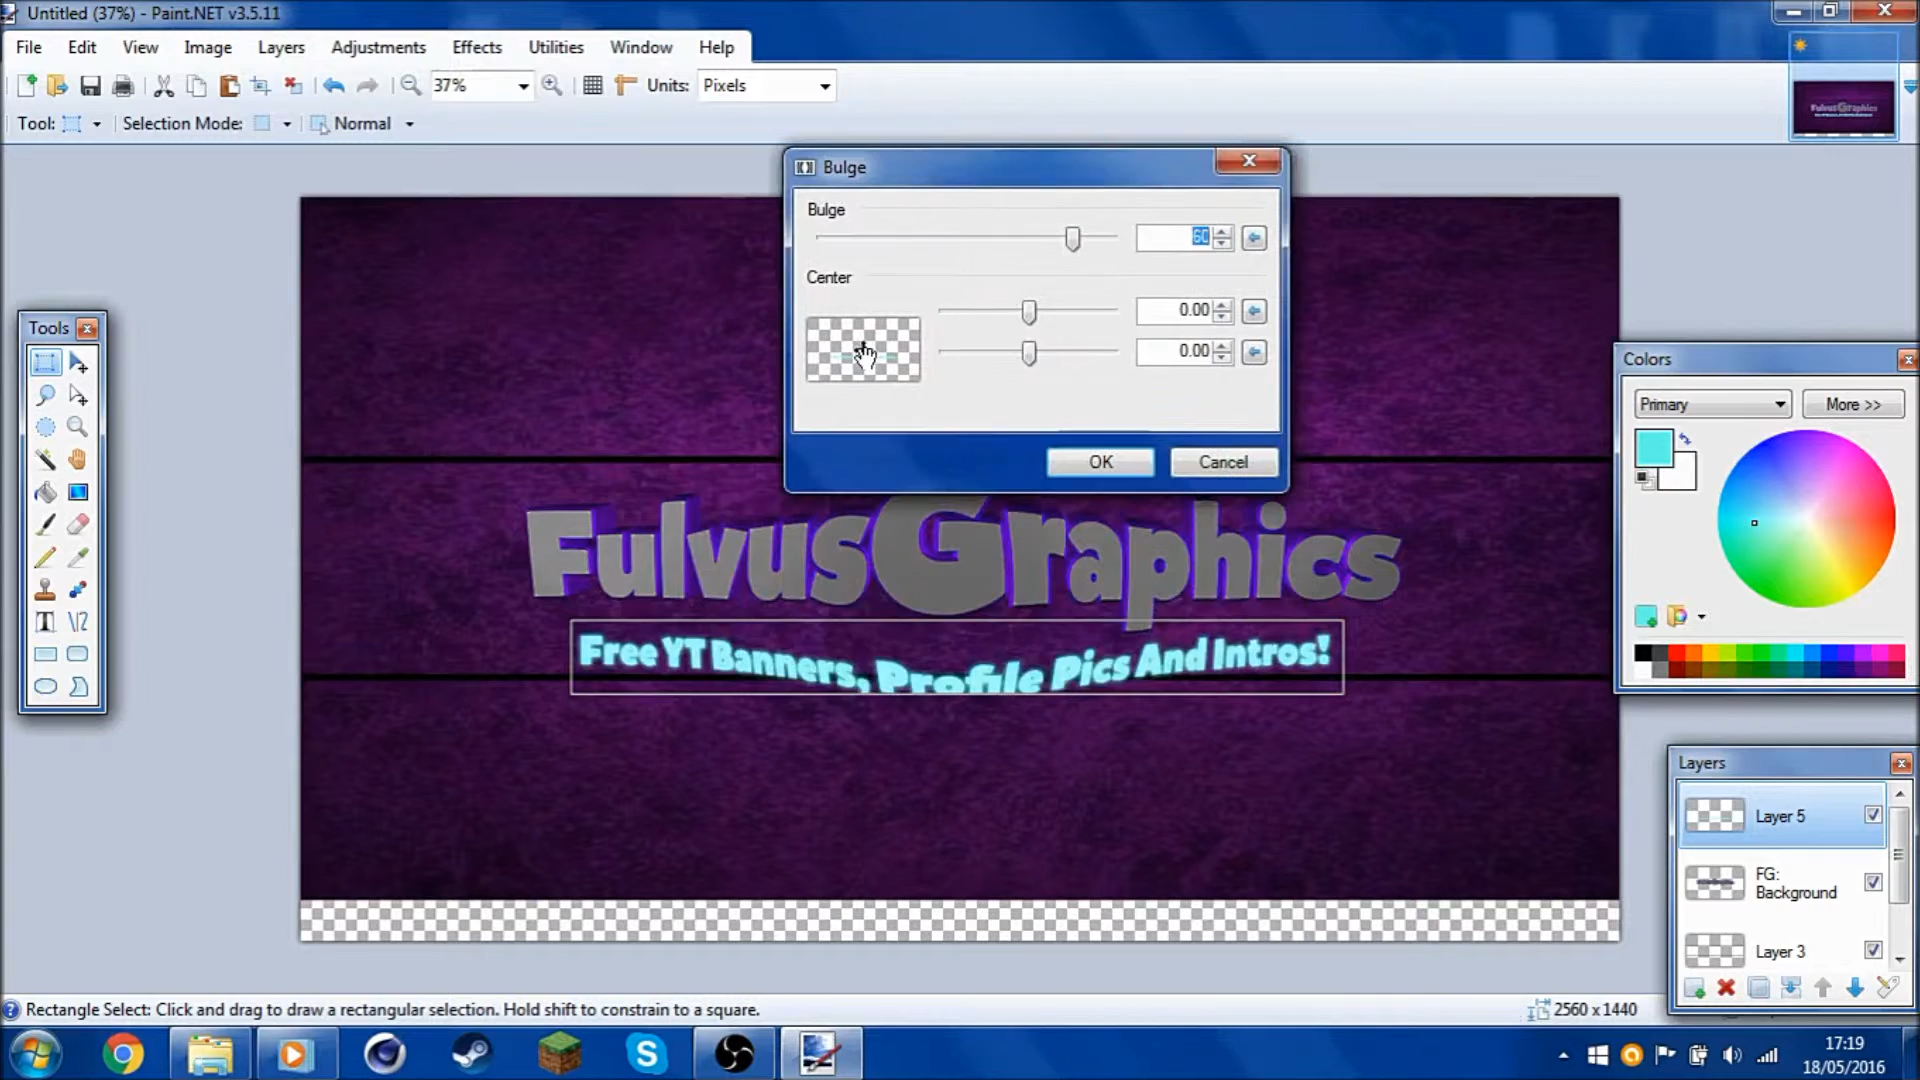 Untitled (37%) - Paint.NET v3.5.11
File Edit View Image Layers Adjustments Effects Utilities Window Help
37% Units: Pixels
Tool: Selection Mode: Normal
FulvusGraphics
Bulge
Bulge
60
Center
0.00
0.00
OK Cancel
Tools
Colors
Primary More >>
FulvusGraphics
Free YT Banners, Profile Pics And Intros!
Layers
Layer 5
FG:
Background
Layer 3
Rectangle Select: Click and drag to draw a rectangular selection. Hold shift to constrain to a square.
2560 x 1440
17:19
18/05/2016